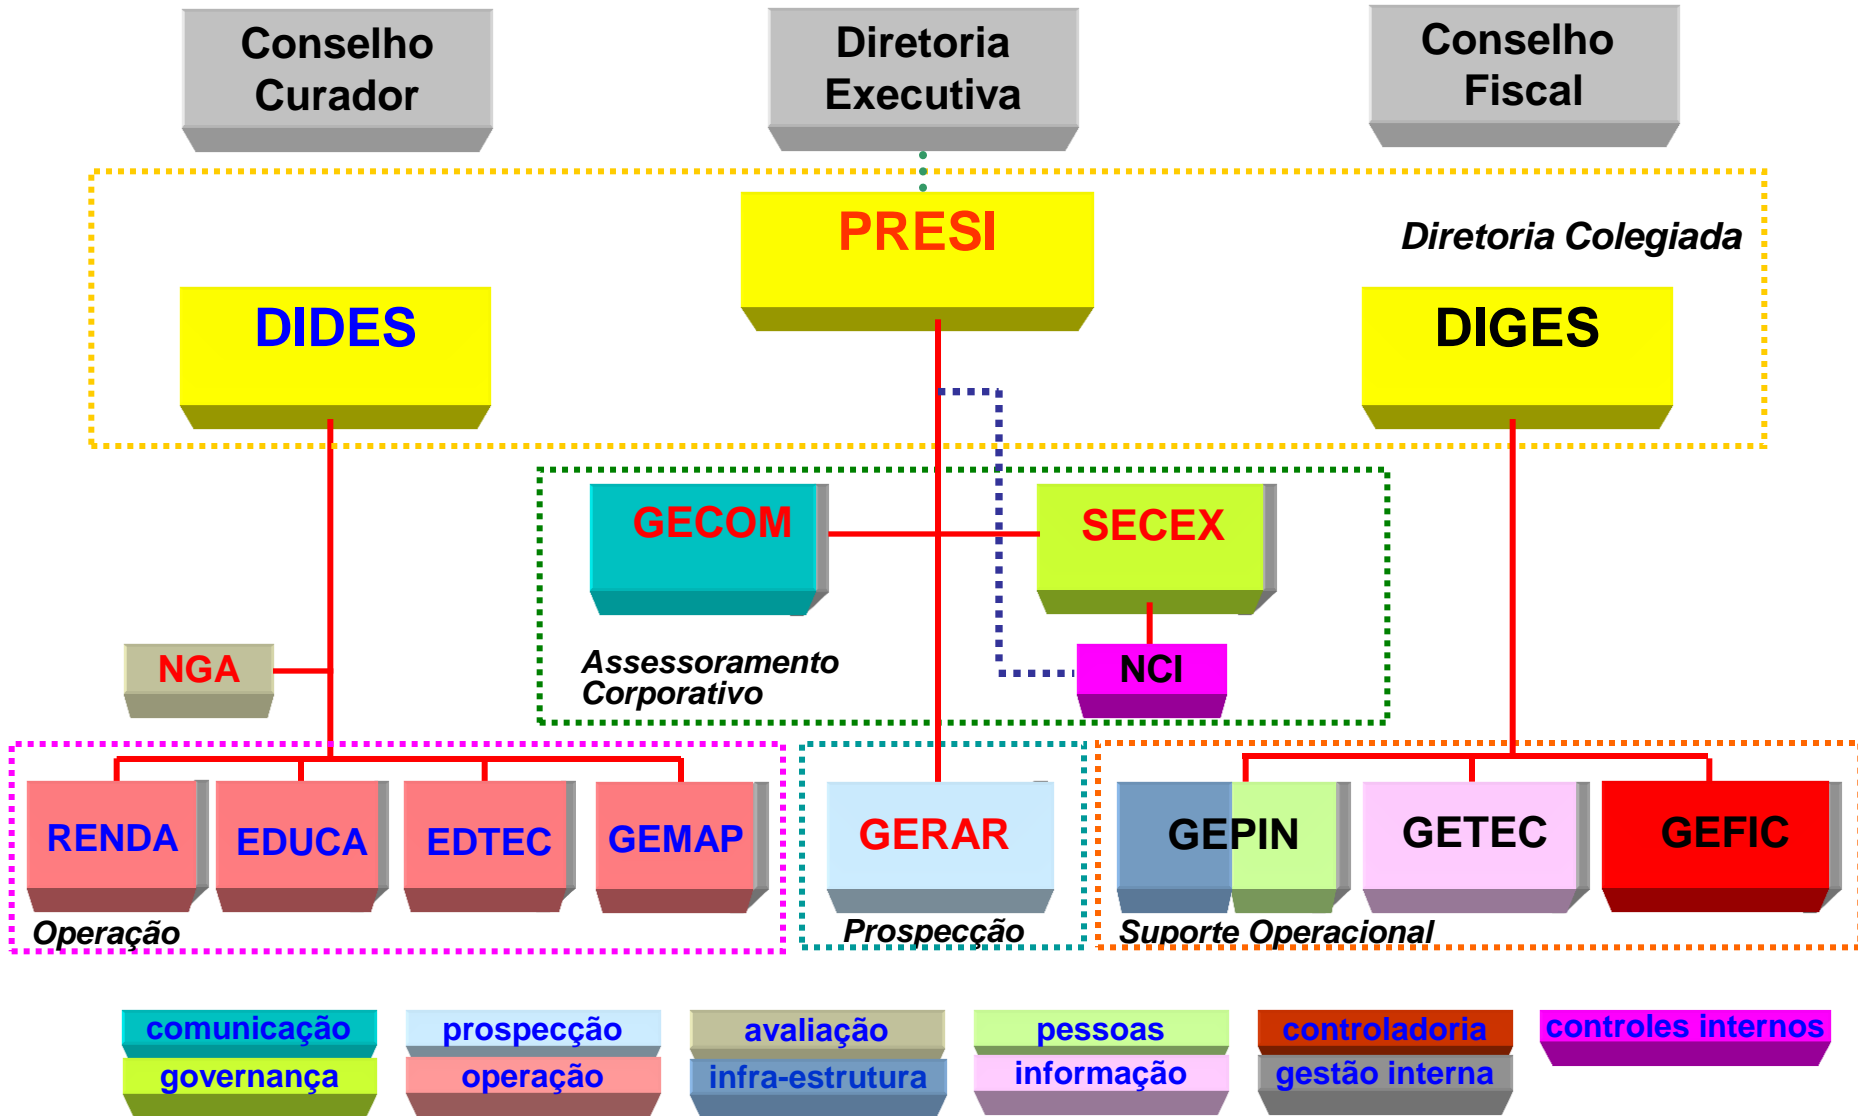 Conselho
Curador
Diretoria
Executiva
Conselho
Fiscal
PRESI
Diretoria Colegiada
DIDES
DIGES
GECOM
SECEX
NGA
Assessoramento
Corporativo
NCI
RENDA
EDUCA
EDTEC
GEMAP
GERAR
GEPIN
GETEC
GEFIC
Operação
Prospecção
Suporte Operacional
comunicação
prospecção
avaliação
pessoas
controladoria
controles internos
governança
operação
infra-estrutura
informação
gestão interna